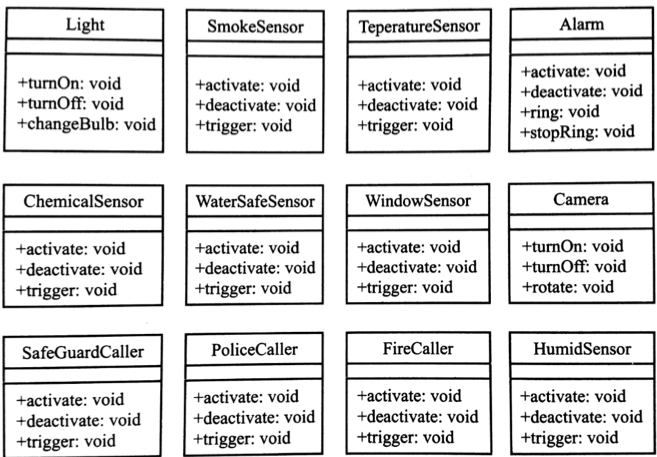 Light
+turnOn: void
+turnOff: void
+changeBulb: void
SmokeSensor
+activate: void
+deactivate: void
+trigger: void
TeperatureSensor
+activate: void
+deactivate: void
+trigger: void
Alarm
+activate: void
+deactivate: void
+ring: void
+stopRing: void
ChemicalSensor
+activate: void
+deactivate: void
+trigger: void
WaterSafeSensor
+activate: void
+deactivate: void
+trigger: void
WindowSensor
+activate: void
+deactivate: void
+trigger: void
Camera
+turnOn: void
+turnOff: void
+rotate: void
SafeGuardCaller
+activate: void
+deactivate: void
+trigger: void
PoliceCaller
+activate: void
+deactivate: void
+trigger: void
FireCaller
+activate: void
+deactivate: void
+trigger: void
HumidSensor
+activate: void
+deactivate: void
+trigger: void